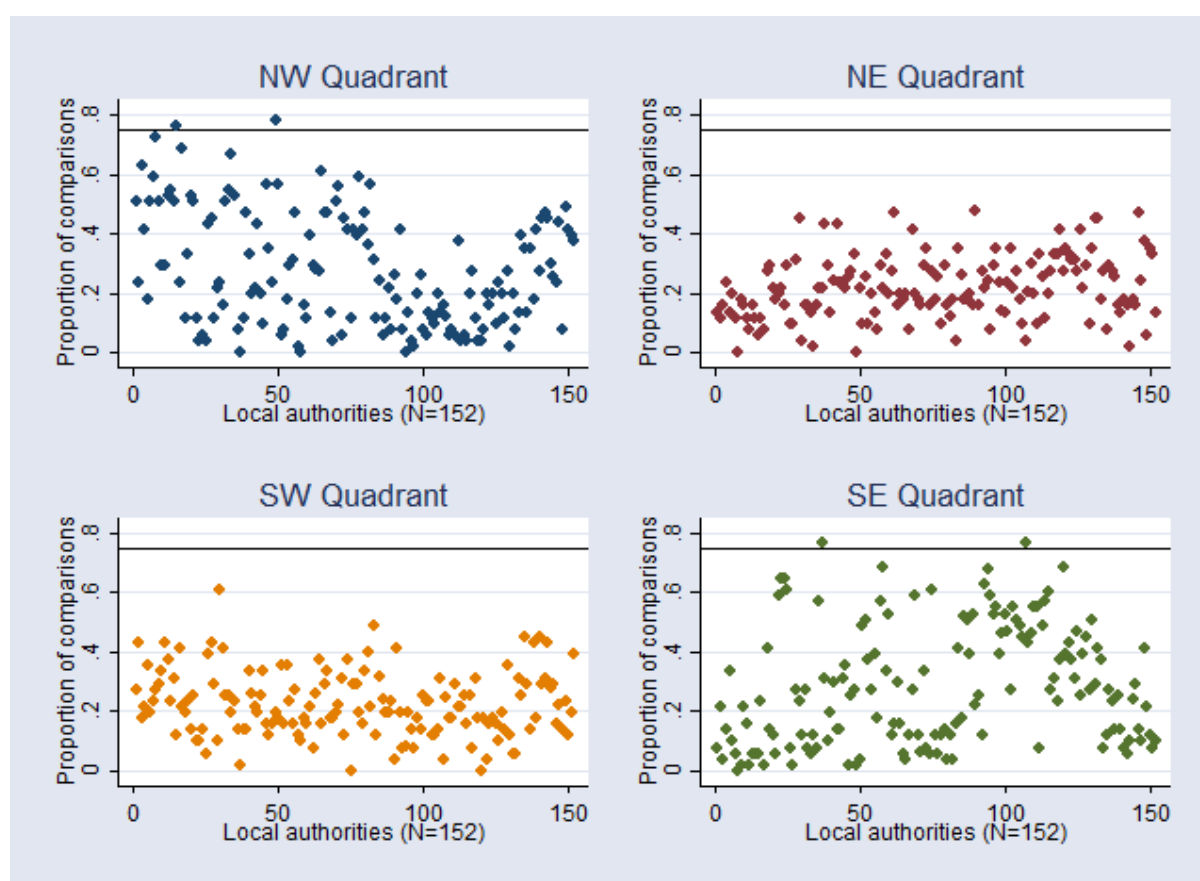 NW Quadrant
Proportion of comparisons
0 .2 .4 .6 .8
0 50 100 150
Local authorities (N=152)
NE Quadrant
Proportion of comparisons
0 .2 .4 .6 .8
0 50 100 150
Local authorities (N=152)
SW Quadrant
Proportion of comparisons
0 .2 .4 .6 .8
0 50 100 150
Local authorities (N=152)
SE Quadrant
Proportion of comparisons
0 .2 .4 .6 .8
0 50 100 150
Local authorities (N=152)